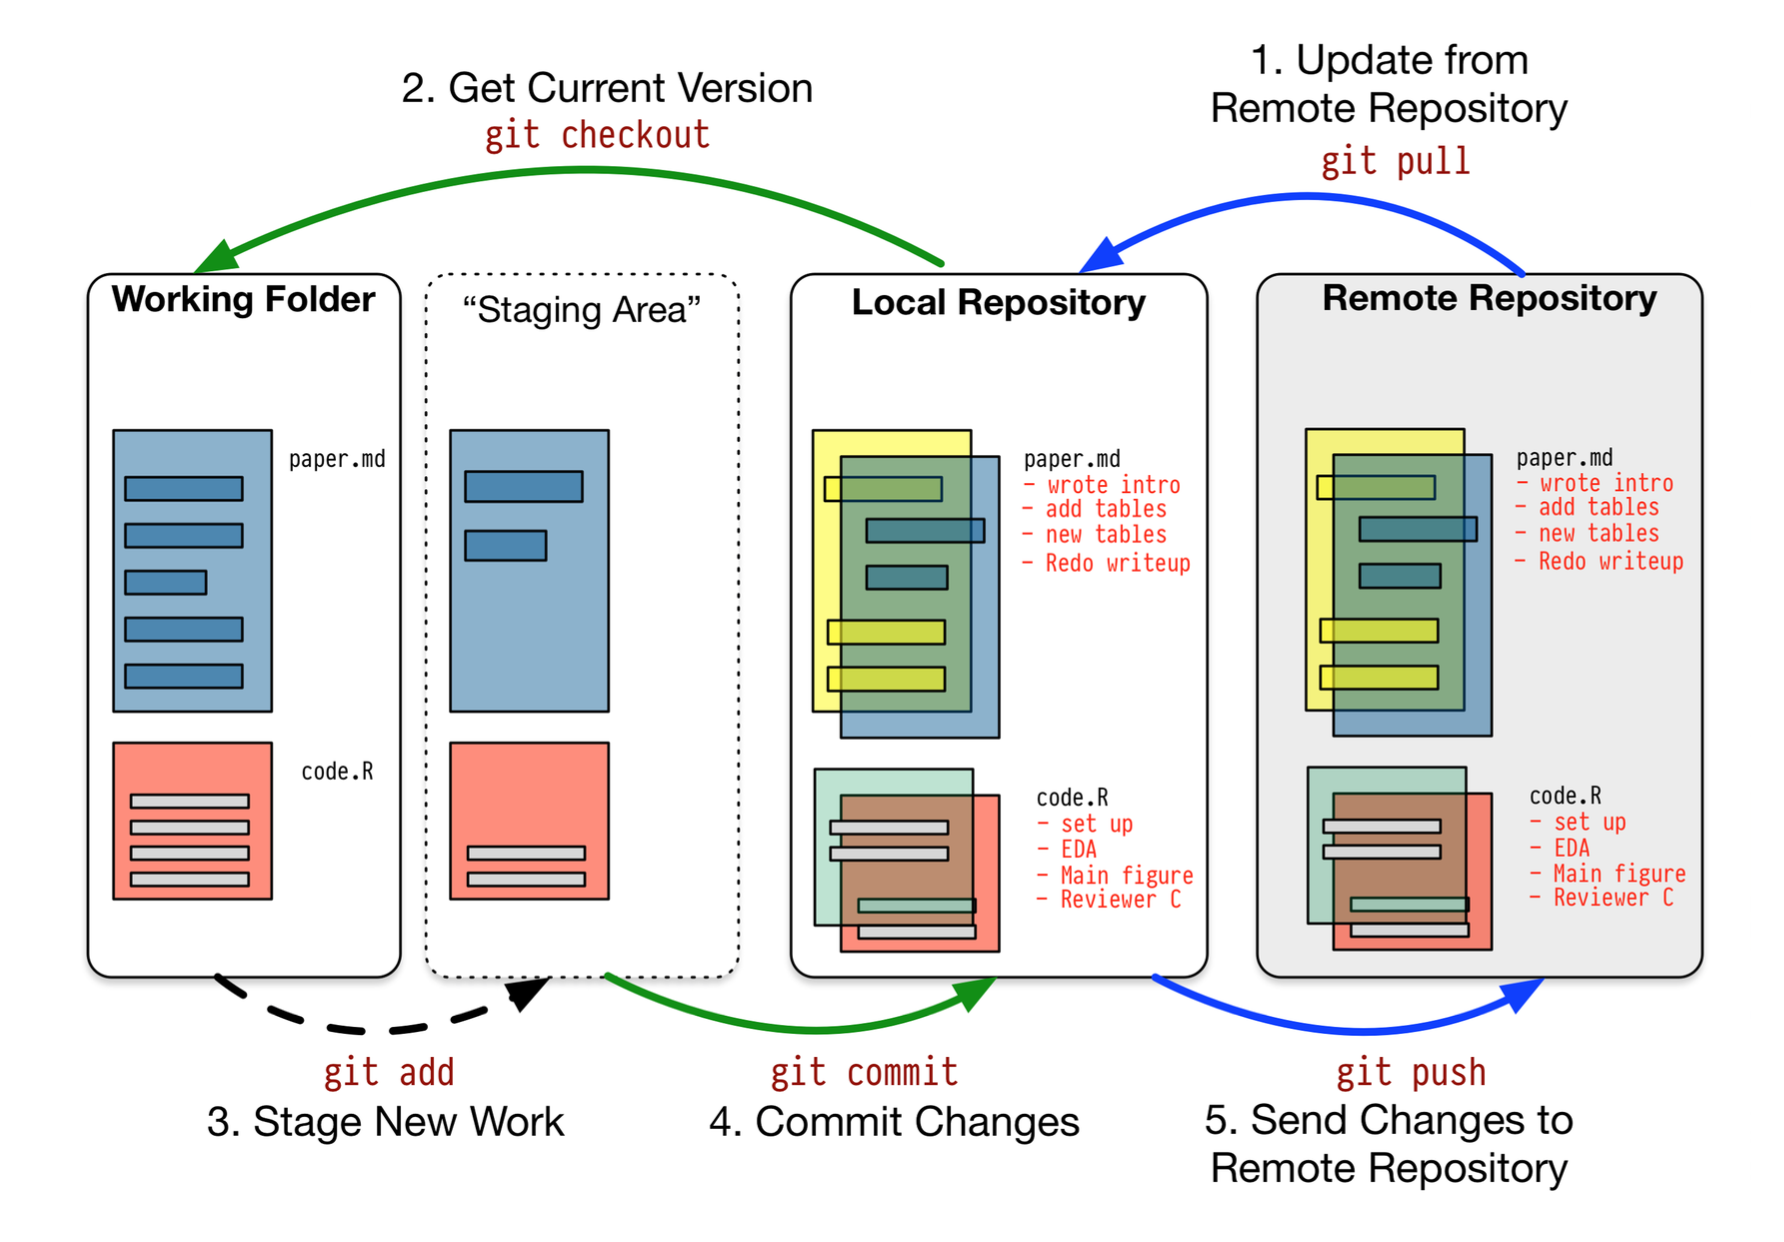 2. Get Current Version
git checkout
1. Update from
Remote Repository
git pull
Working Folder
paper.md
code.R
“Staging Area”
Local Repository
paper.md
- wrote intro
- add tables
- new tables
- Redo writeup
code.R
- set up
- EDA
- Main figure
- Reviewer C
Remote Repository
paper.md
- wrote intro
- add tables
- new tables
- Redo writeup
code.R
- set up
- EDA
- Main figure
- Reviewer C
git add
3. Stage New Work
git commit
4. Commit Changes
git push
5. Send Changes to
Remote Repository